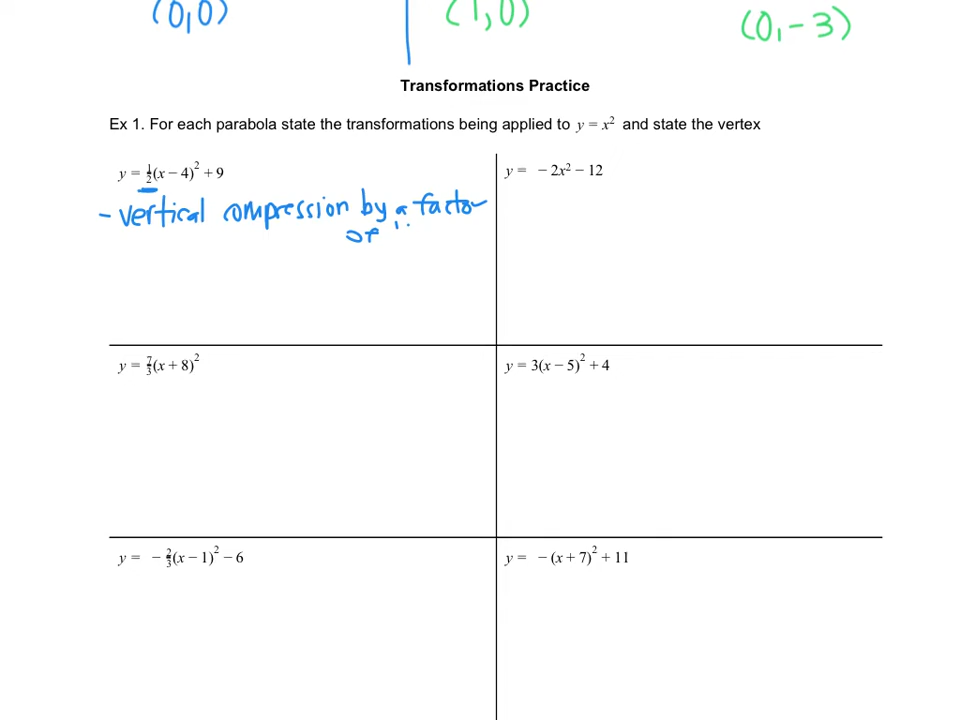 (0,0) (1,0) (0,-3)
Transformations Practice
Ex 1. For each parabola state the transformations being applied to y = x² and state the vertex
y = ½(x − 4)² + 9
y = − 2x² − 12
- vertical compression by a factor
of
y = 7/3(x + 8)²
y = 3(x − 5)² + 4
y = − 2/3(x − 1)² − 6
y = − (x + 7)² + 11